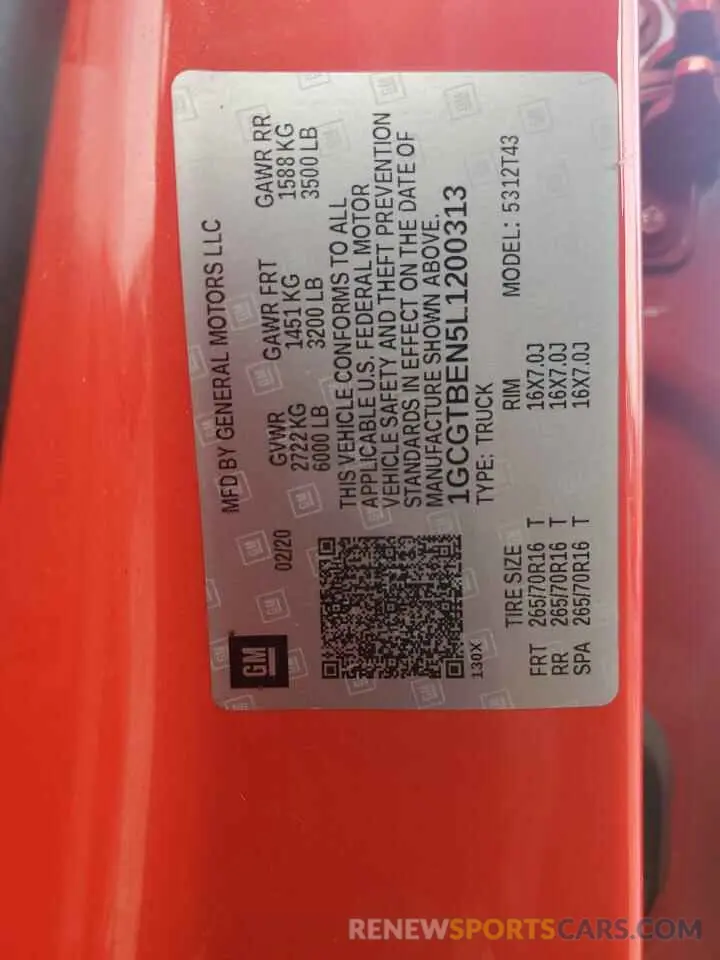 MFD BY GENERAL MOTORS LLC
GM
02/20
GVWR GAWR FRT GAWR RR
2722 KG 1451 KG 1588 KG
6000 LB 3200 LB 3500 LB
THIS VEHICLE CONFORMS TO ALL
APPLICABLE U.S. FEDERAL MOTOR
VEHICLE SAFETY AND THEFT PREVENTION
STANDARDS IN EFFECT ON THE DATE OF
MANUFACTURE SHOWN ABOVE.
1GCGTBEN5L1200313
130X
TYPE: TRUCK MODEL: 5312T43
TIRE SIZE RIM
FRT 265/70R16 T 16X7.0J
RR 265/70R16 T 16X7.0J
SPA 265/70R16 T 16X7.0J
RENEWSPORTSCARS.COM